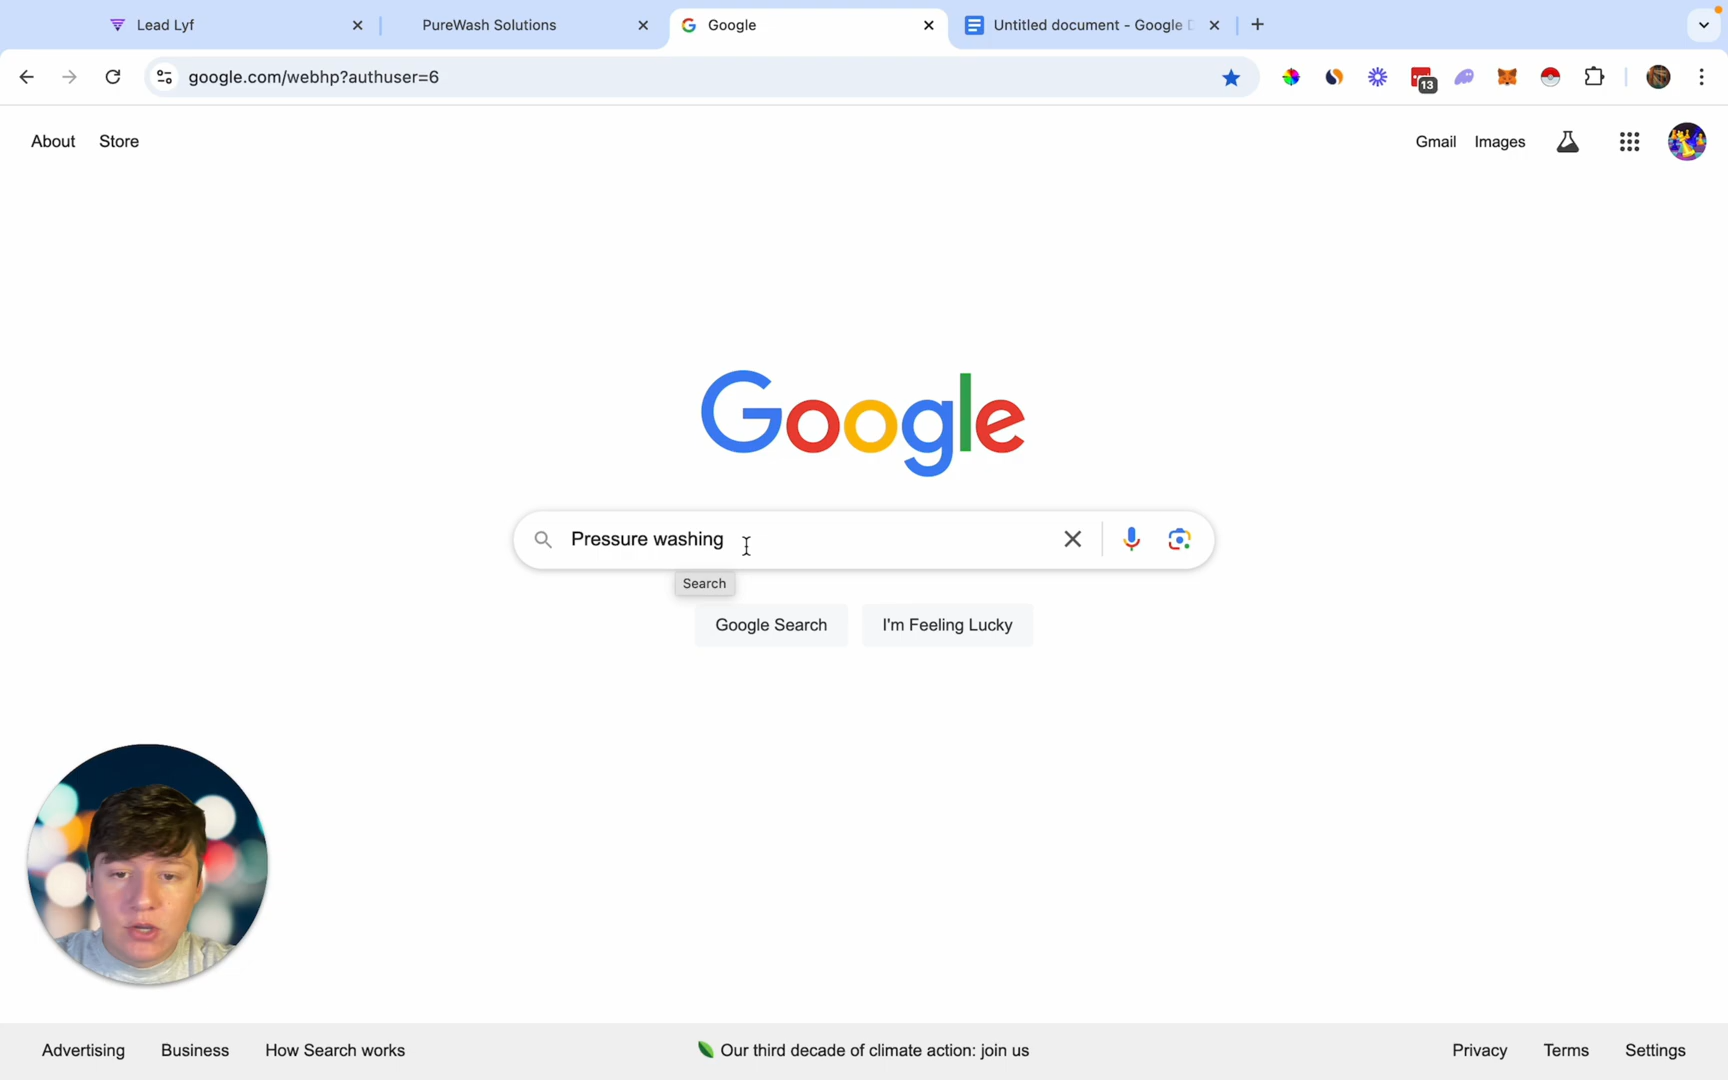 Lead Lyf
PureWash Solutions
Google
Untitled document - Google D
google.com/webhp?authuser=6
13
About
Store
Gmail
Images
Google
Pressure washing
Search
Google Search
I'm Feeling Lucky
Advertising
Business
How Search works
Our third decade of climate action: join us
Privacy
Terms
Settings